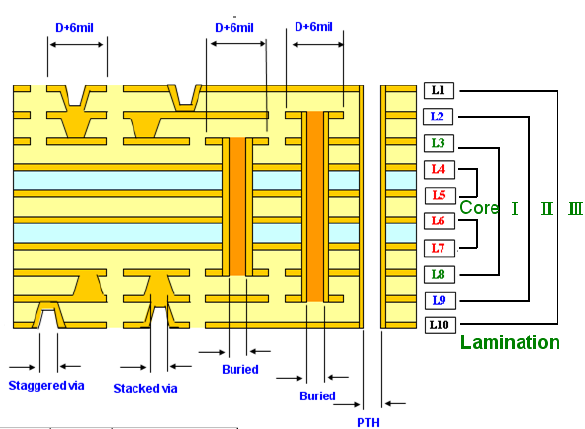 D+6mil
D+6mil
D+6mil
L1
L2
L3
L4
L5
Core I II III
L6
L7
L8
L9
L10
Lamination
Staggered via
Stacked via
Buried
Buried
PTH